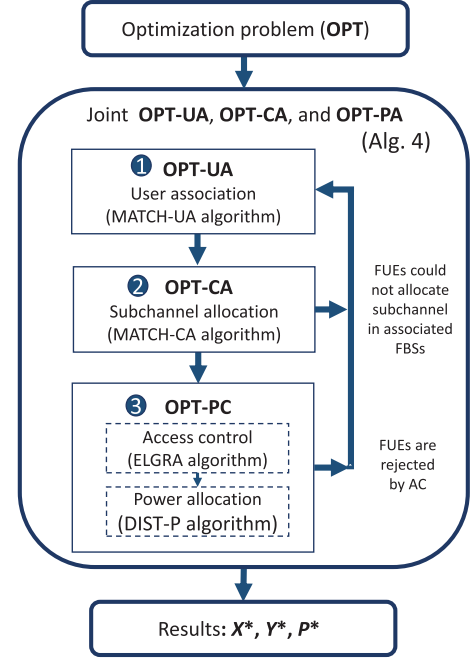 Optimization problem (OPT)
Joint OPT-UA, OPT-CA, and OPT-PA
(Alg. 4)
1 OPT-UA
User association
(MATCH-UA algorithm)
2 OPT-CA
Subchannel allocation
(MATCH-CA algorithm)
FUEs could
not allocate
subchannel
in associated
FBSs
3 OPT-PC
Access control
(ELGRA algorithm)
Power allocation
(DIST-P algorithm)
FUEs are
rejected
by AC
Results: X*, Y*, P*